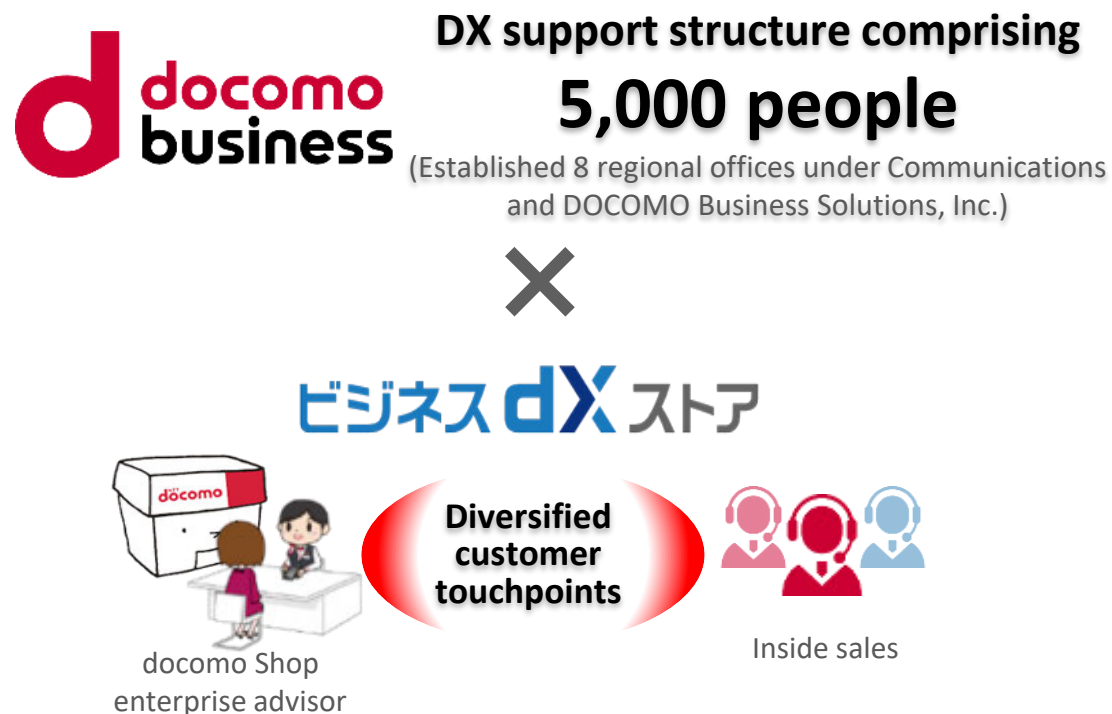 DX support structure comprising
docomo
business
5,000 people
(Established 8 regional offices under Communications
and DOCOMO Business Solutions, Inc.)
×
ビジネスdXストア
döcomo
Diversified
customer
touchpoints
docomo Shop
enterprise advisor
Inside sales